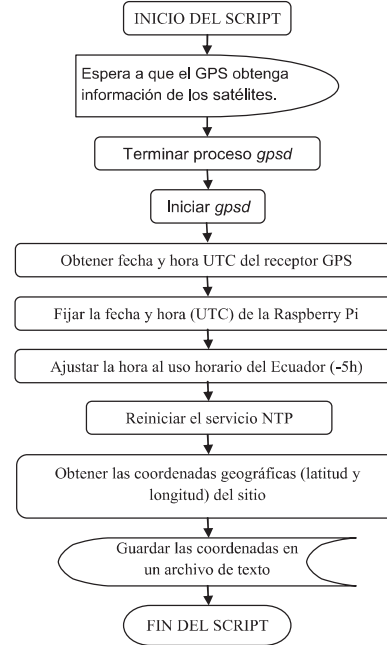 INICIO DEL SCRIPT
Espera a que el GPS obtenga
información de los satélites.
Terminar proceso gpsd
Iniciar gpsd
Obtener fecha y hora UTC del receptor GPS
Fijar la fecha y hora (UTC) de la Raspberry Pi
Ajustar la hora al uso horario del Ecuador (-5h)
Reiniciar el servicio NTP
Obtener las coordenadas geográficas (latitud y
longitud) del sitio
Guardar las coordenadas en
un archivo de texto
FIN DEL SCRIPT